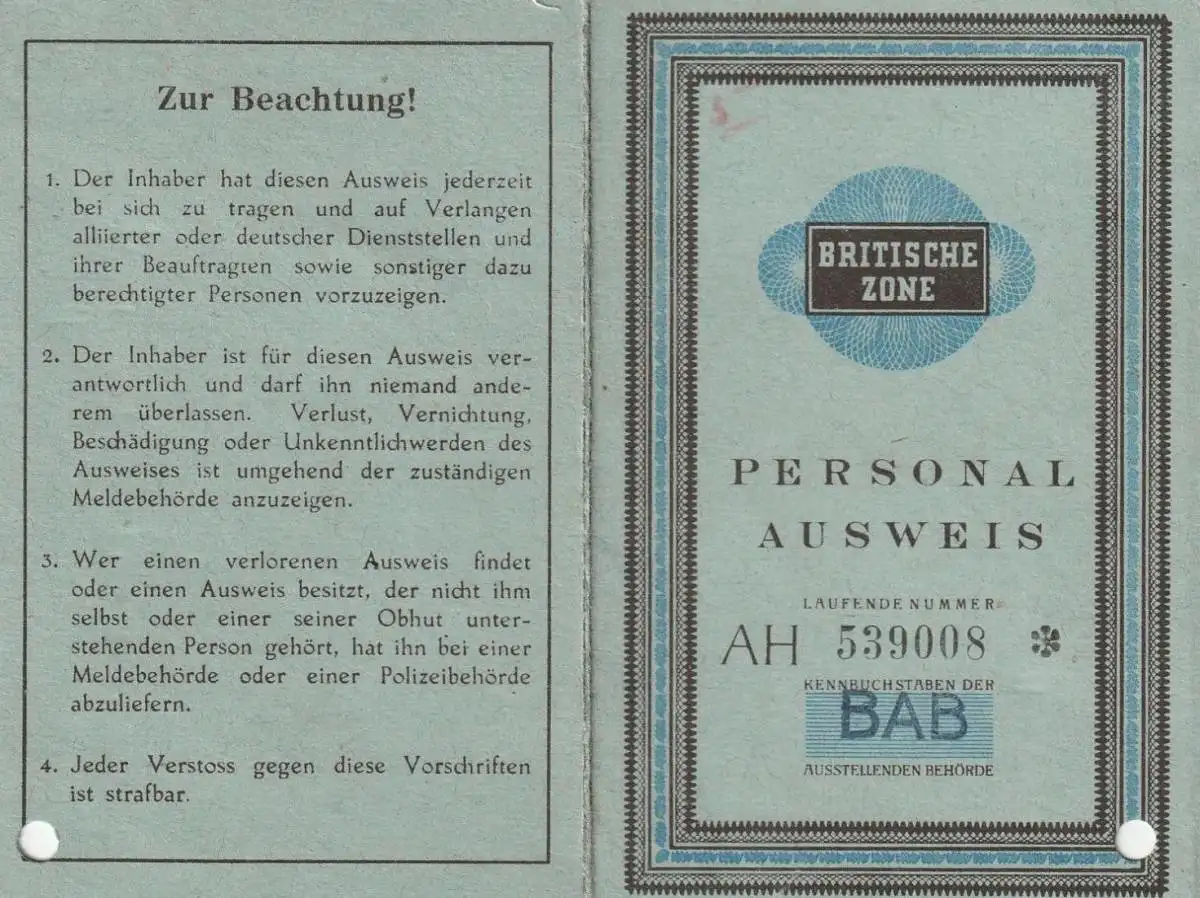 Zur Beachtung!
1. Der Inhaber hat diesen Ausweis jederzeit
bei sich zu tragen und auf Verlangen
alliierter oder deutscher Dienststellen und
ihrer Beauftragten sowie sonstiger dazu
berechtigter Personen vorzuzeigen.
2. Der Inhaber ist für diesen Ausweis ver-
antwortlich und darf ihn niemand ande-
rem überlassen. Verlust, Vernichtung,
Beschädigung oder Unkenntlichwerden des
Ausweises ist umgehend der zuständigen
Meldebehörde anzuzeigen.
3. Wer einen verlorenen Ausweis findet
oder einen Ausweis besitzt, der nicht ihm
selbst oder einer seiner Obhut unter-
stehenden Person gehört, hat ihn bei einer
Meldebehörde oder einer Polizeibehörde
abzuliefern.
4. Jeder Verstoss gegen diese Vorschriften
ist strafbar.
BRITISCHE
ZONE
PERSONAL
AUSWEIS
LAUFENDE NUMMER
AH 539008
KENNBUCHSTABEN DER
BAB
AUSSTELLENDEN BEHÖRDE